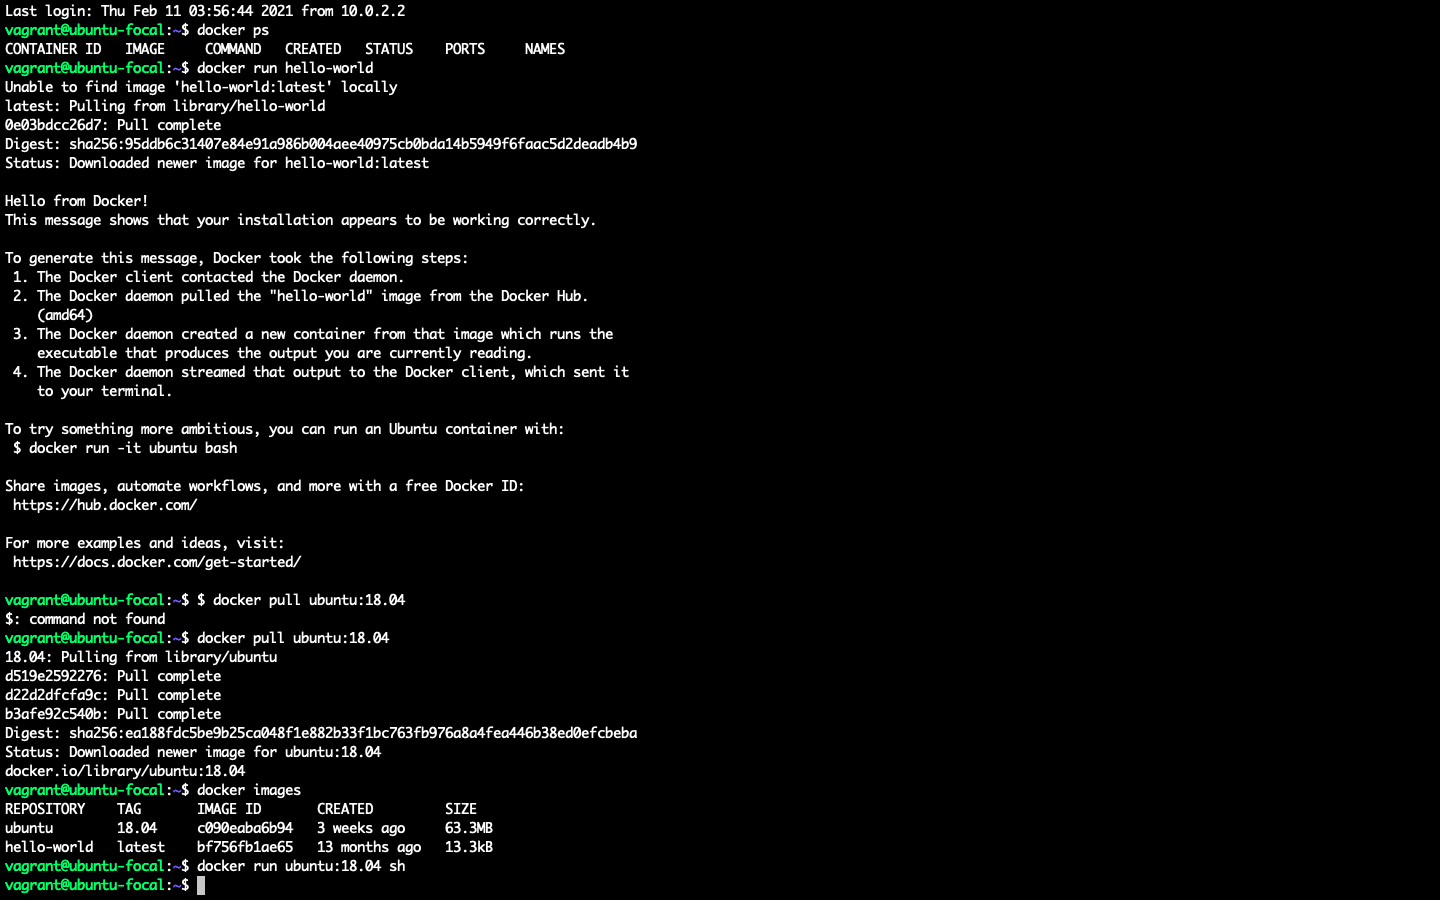 Last login: Thu Feb 11 03:56:44 2021 from 10.0.2.2
vagrant@ubuntu-focal:~$ docker ps
CONTAINER ID   IMAGE     COMMAND   CREATED   STATUS    PORTS     NAMES
vagrant@ubuntu-focal:~$ docker run hello-world
Unable to find image 'hello-world:latest' locally
latest: Pulling from library/hello-world
0e03bdcc26d7: Pull complete
Digest: sha256:95ddb6c31407e84e91a986b004aee40975cb0bda14b5949f6faac5d2deadb4b9
Status: Downloaded newer image for hello-world:latest

Hello from Docker!
This message shows that your installation appears to be working correctly.

To generate this message, Docker took the following steps:
 1. The Docker client contacted the Docker daemon.
 2. The Docker daemon pulled the "hello-world" image from the Docker Hub.
    (amd64)
 3. The Docker daemon created a new container from that image which runs the
    executable that produces the output you are currently reading.
 4. The Docker daemon streamed that output to the Docker client, which sent it
    to your terminal.

To try something more ambitious, you can run an Ubuntu container with:
 $ docker run -it ubuntu bash

Share images, automate workflows, and more with a free Docker ID:
 https://hub.docker.com/

For more examples and ideas, visit:
 https://docs.docker.com/get-started/

vagrant@ubuntu-focal:~$ $ docker pull ubuntu:18.04
$: command not found
vagrant@ubuntu-focal:~$ docker pull ubuntu:18.04
18.04: Pulling from library/ubuntu
d519e2592276: Pull complete
d22d2dfcfa9c: Pull complete
b3afe92c540b: Pull complete
Digest: sha256:ea188fdc5be9b25ca048f1e882b33f1bc763fb976a8a4fea446b38ed0efcbeba
Status: Downloaded newer image for ubuntu:18.04
docker.io/library/ubuntu:18.04
vagrant@ubuntu-focal:~$ docker images
REPOSITORY    TAG       IMAGE ID       CREATED         SIZE
ubuntu        18.04     c090eaba6b94   3 weeks ago     63.3MB
hello-world   latest    bf756fb1ae65   13 months ago   13.3kB
vagrant@ubuntu-focal:~$ docker run ubuntu:18.04 sh
vagrant@ubuntu-focal:~$